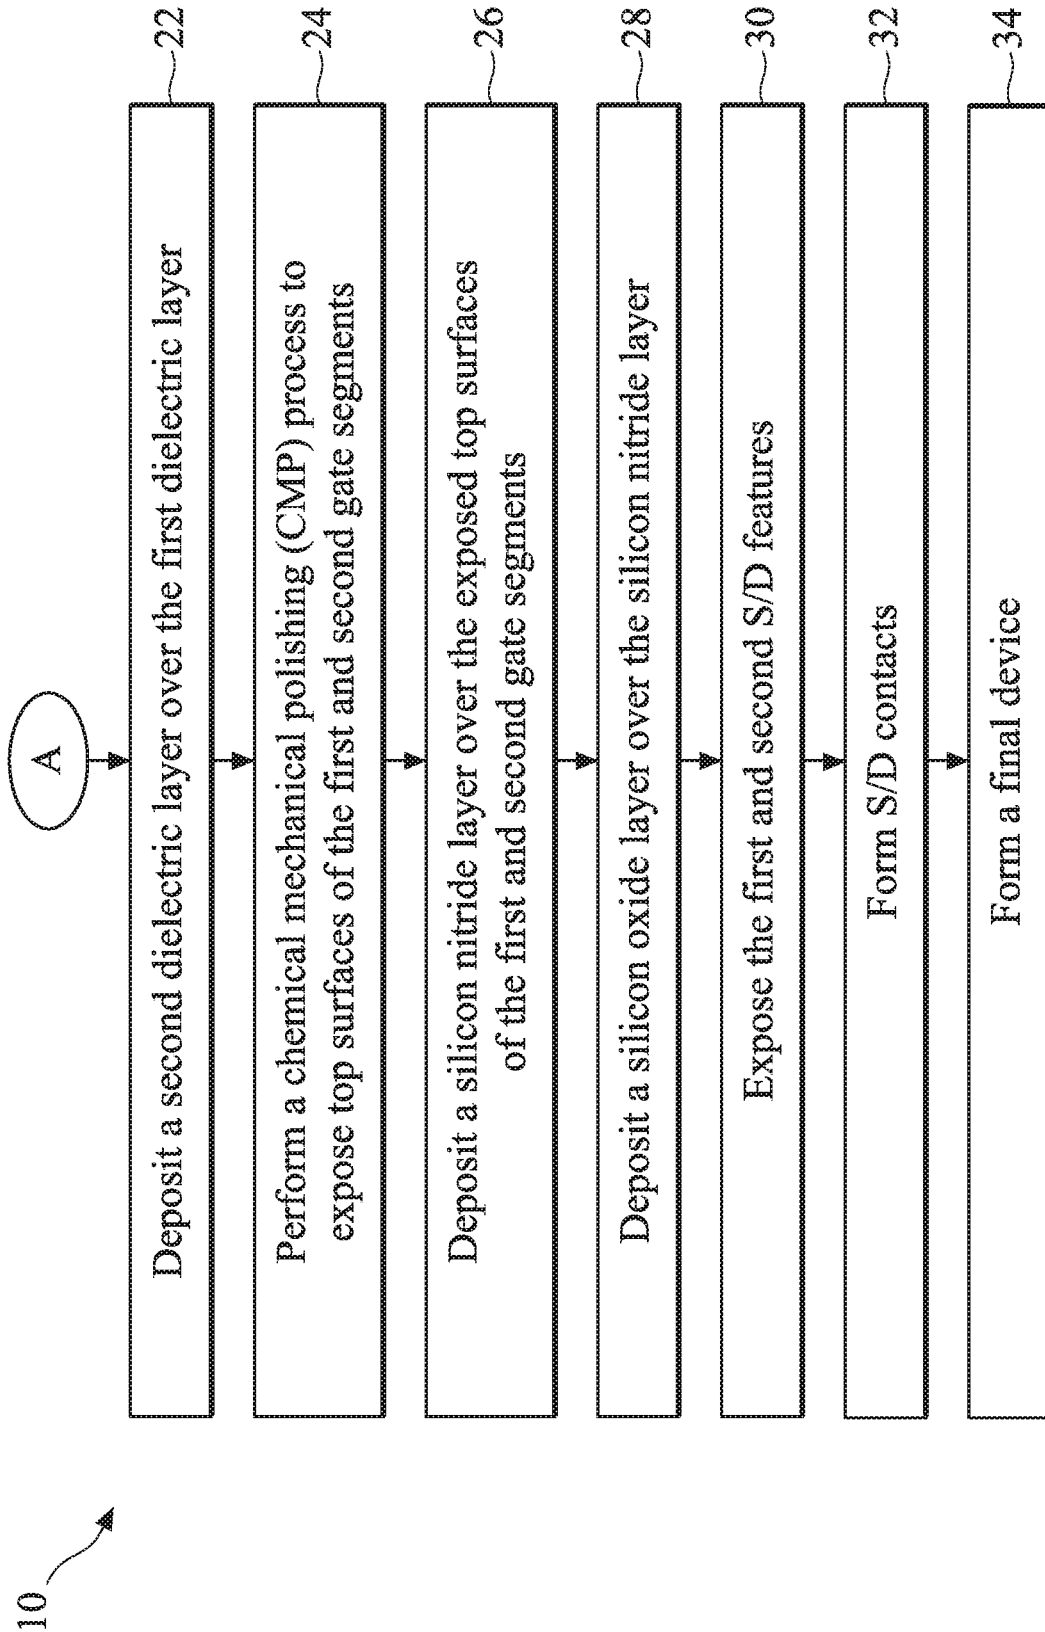 10
A
Deposit a second dielectric layer over the first dielectric layer
22
Perform a chemical mechanical polishing (CMP) process to
expose top surfaces of the first and second gate segments
24
Deposit a silicon nitride layer over the exposed top surfaces
of the first and second gate segments
26
Deposit a silicon oxide layer over the silicon nitride layer
28
Expose the first and second S/D features
30
Form S/D contacts
32
Form a final device
34